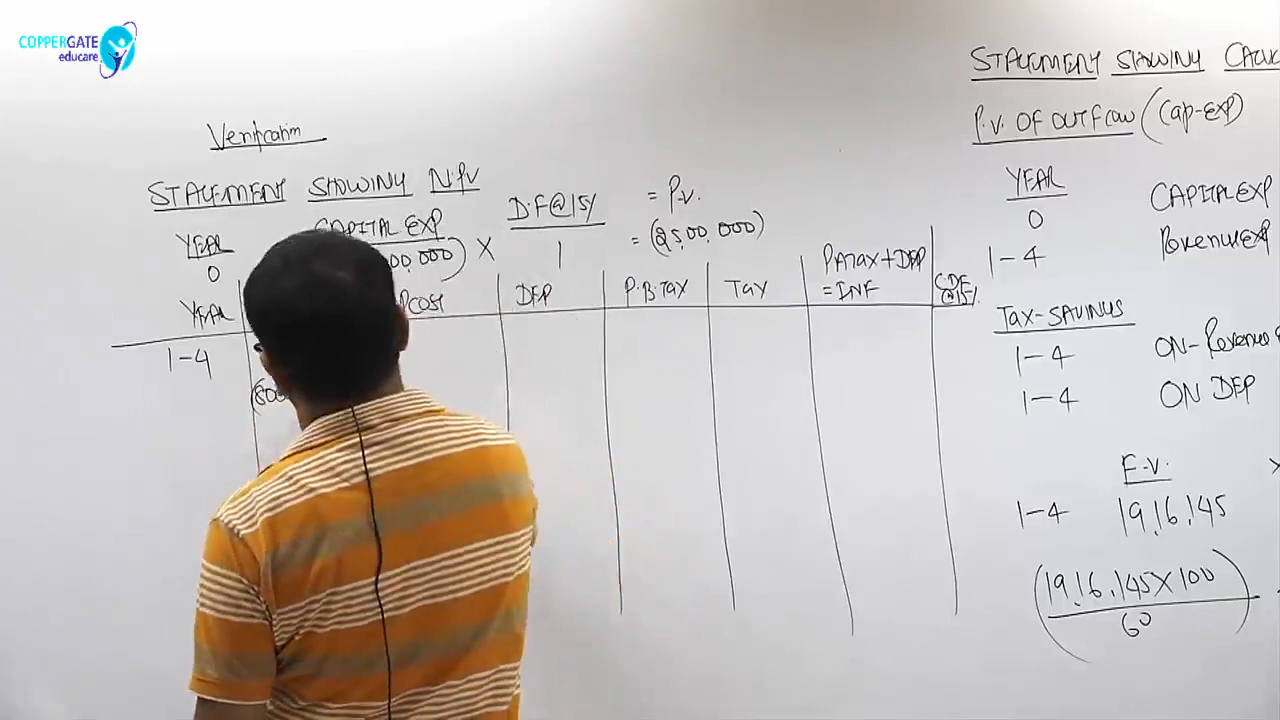 COPPERGATE
educare
Verification
STATEMENT SHOWING NPV
YEAR CAPITAL EXP D.F@15% = P.V.
0 00,000) X 1 = (25,00,000)
YEAR COST DEP P.B.TAX TAX PATAX+DEP
= INF C.DF
@15%
1-4
(800
STATEMENT SHOWING
P.V. OF OUTFLOW (Cap-Exp)
YEAR
0 CAPITAL EXP
1-4 Revenue EXP
TAX-SAVINGS
1-4 ON-Revenue
1-4 ON DEP
F.V.
1-4 19,16,145
(19,16,145 X 100)
60